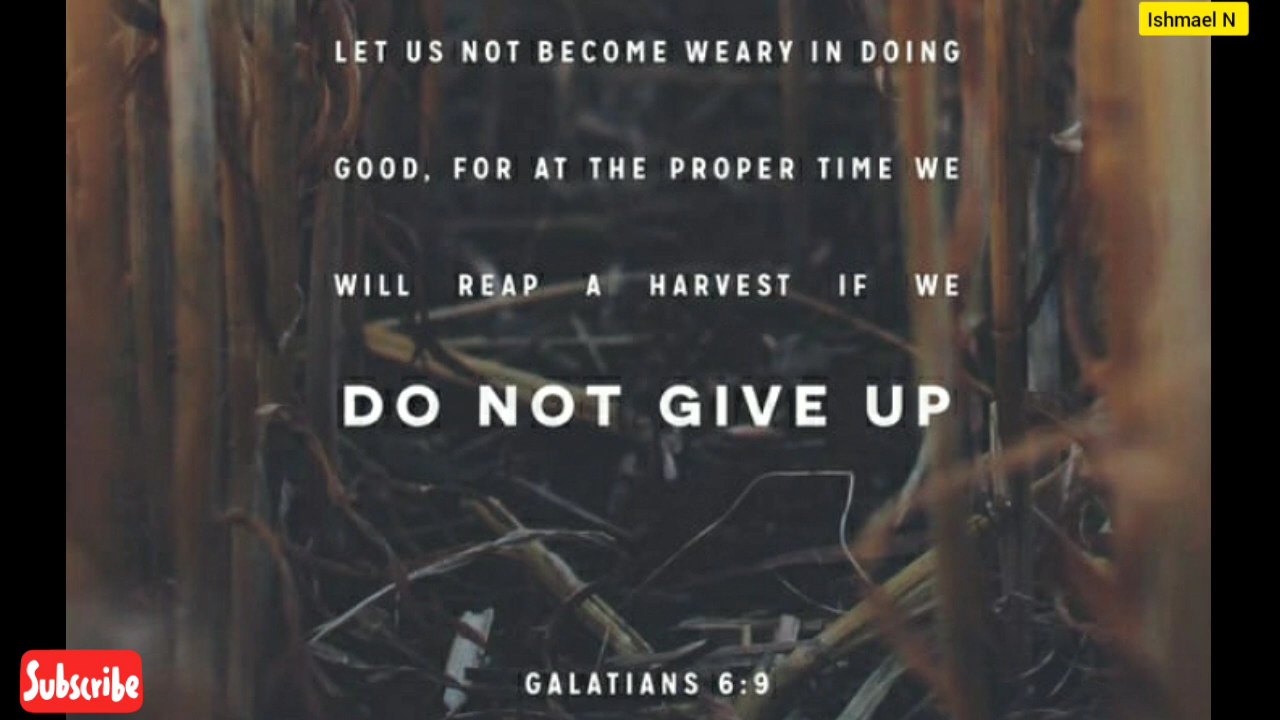 Ishmael N
LET US NOT BECOME WEARY IN DOING
GOOD, FOR AT THE PROPER TIME WE
WILL REAP A HARVEST IF WE
DO NOT GIVE UP
GALATIANS 6:9
Subscribe